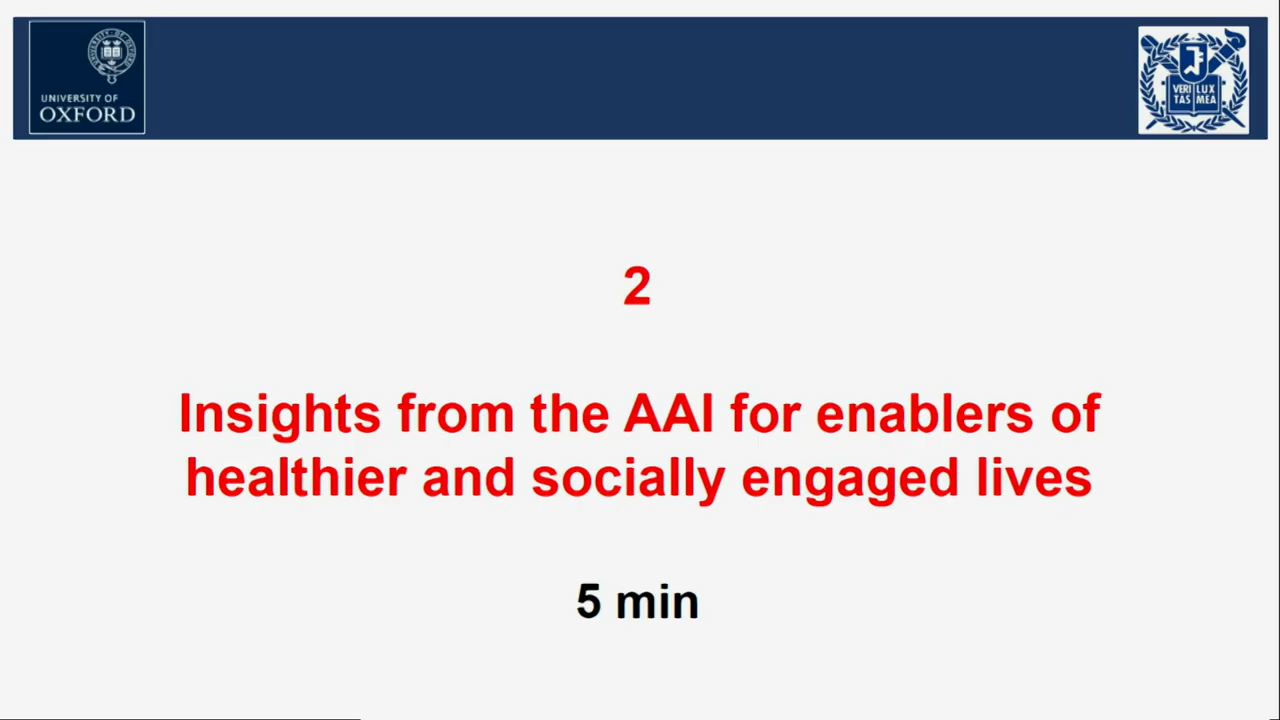 UNIVERSITY OF
OXFORD
VERI LUX
TAS MEA
2
Insights from the AAI for enablers of
healthier and socially engaged lives
5 min